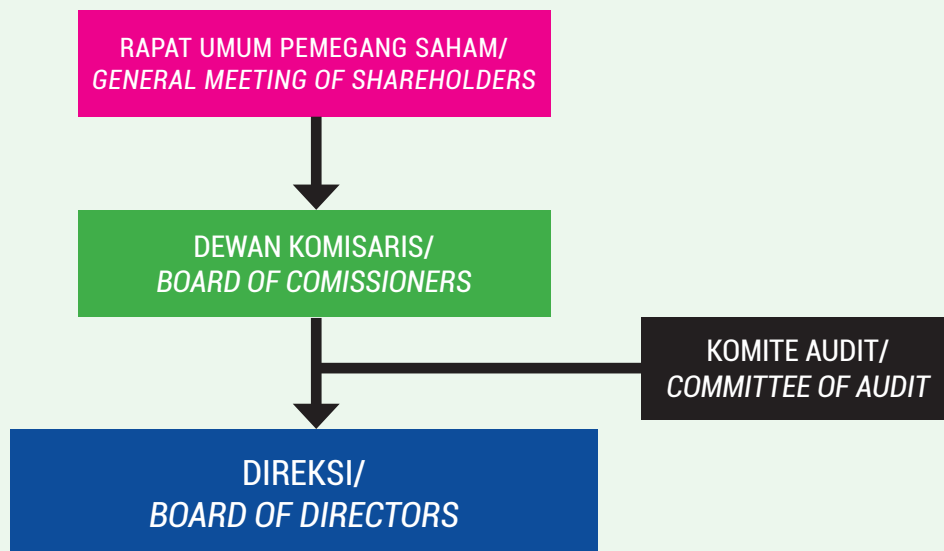 RAPAT UMUM PEMEGANG SAHAM/
GENERAL MEETING OF SHAREHOLDERS
DEWAN KOMISARIS/
BOARD OF COMISSIONERS
KOMITE AUDIT/
COMMITTEE OF AUDIT
DIREKSI/
BOARD OF DIRECTORS